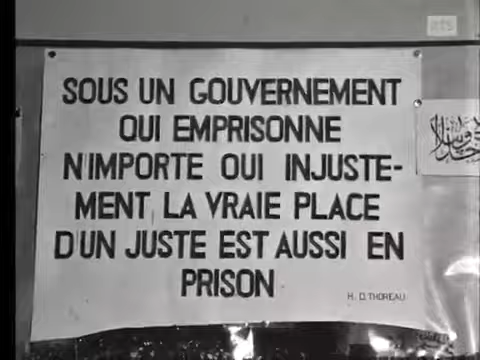 SOUS UN GOUVERNEMENT
QUI EMPRISONNE
N'IMPORTE QUI INJUSTE-
MENT LA VRAIE PLACE
D'UN JUSTE EST AUSSI EN
PRISON
H. D. THOREAU